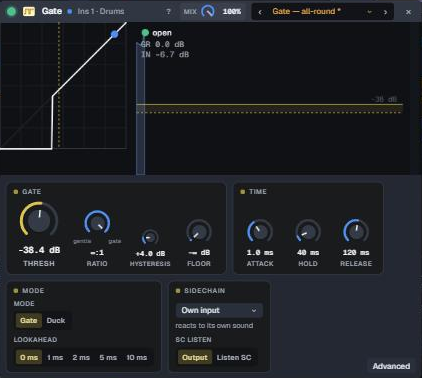 Gate Ins 1 · Drums ? MIX 100% ‹ Gate — all-round * ›  ×
open
GR 0.0 dB
IN -6.7 dB
-38 dB
GATE
-38.4 dB
THRESH
gentle gate
∞:1
RATIO
+4.0 dB
HYSTERESIS
-∞ dB
FLOOR
TIME
1.0 ms
ATTACK
40 ms
HOLD
120 ms
RELEASE
MODE
MODE
Gate Duck
LOOKAHEAD
0 ms 1 ms 2 ms 5 ms 10 ms
SIDECHAIN
Own input
reacts to its own sound
SC LISTEN
Output Listen SC
Advanced